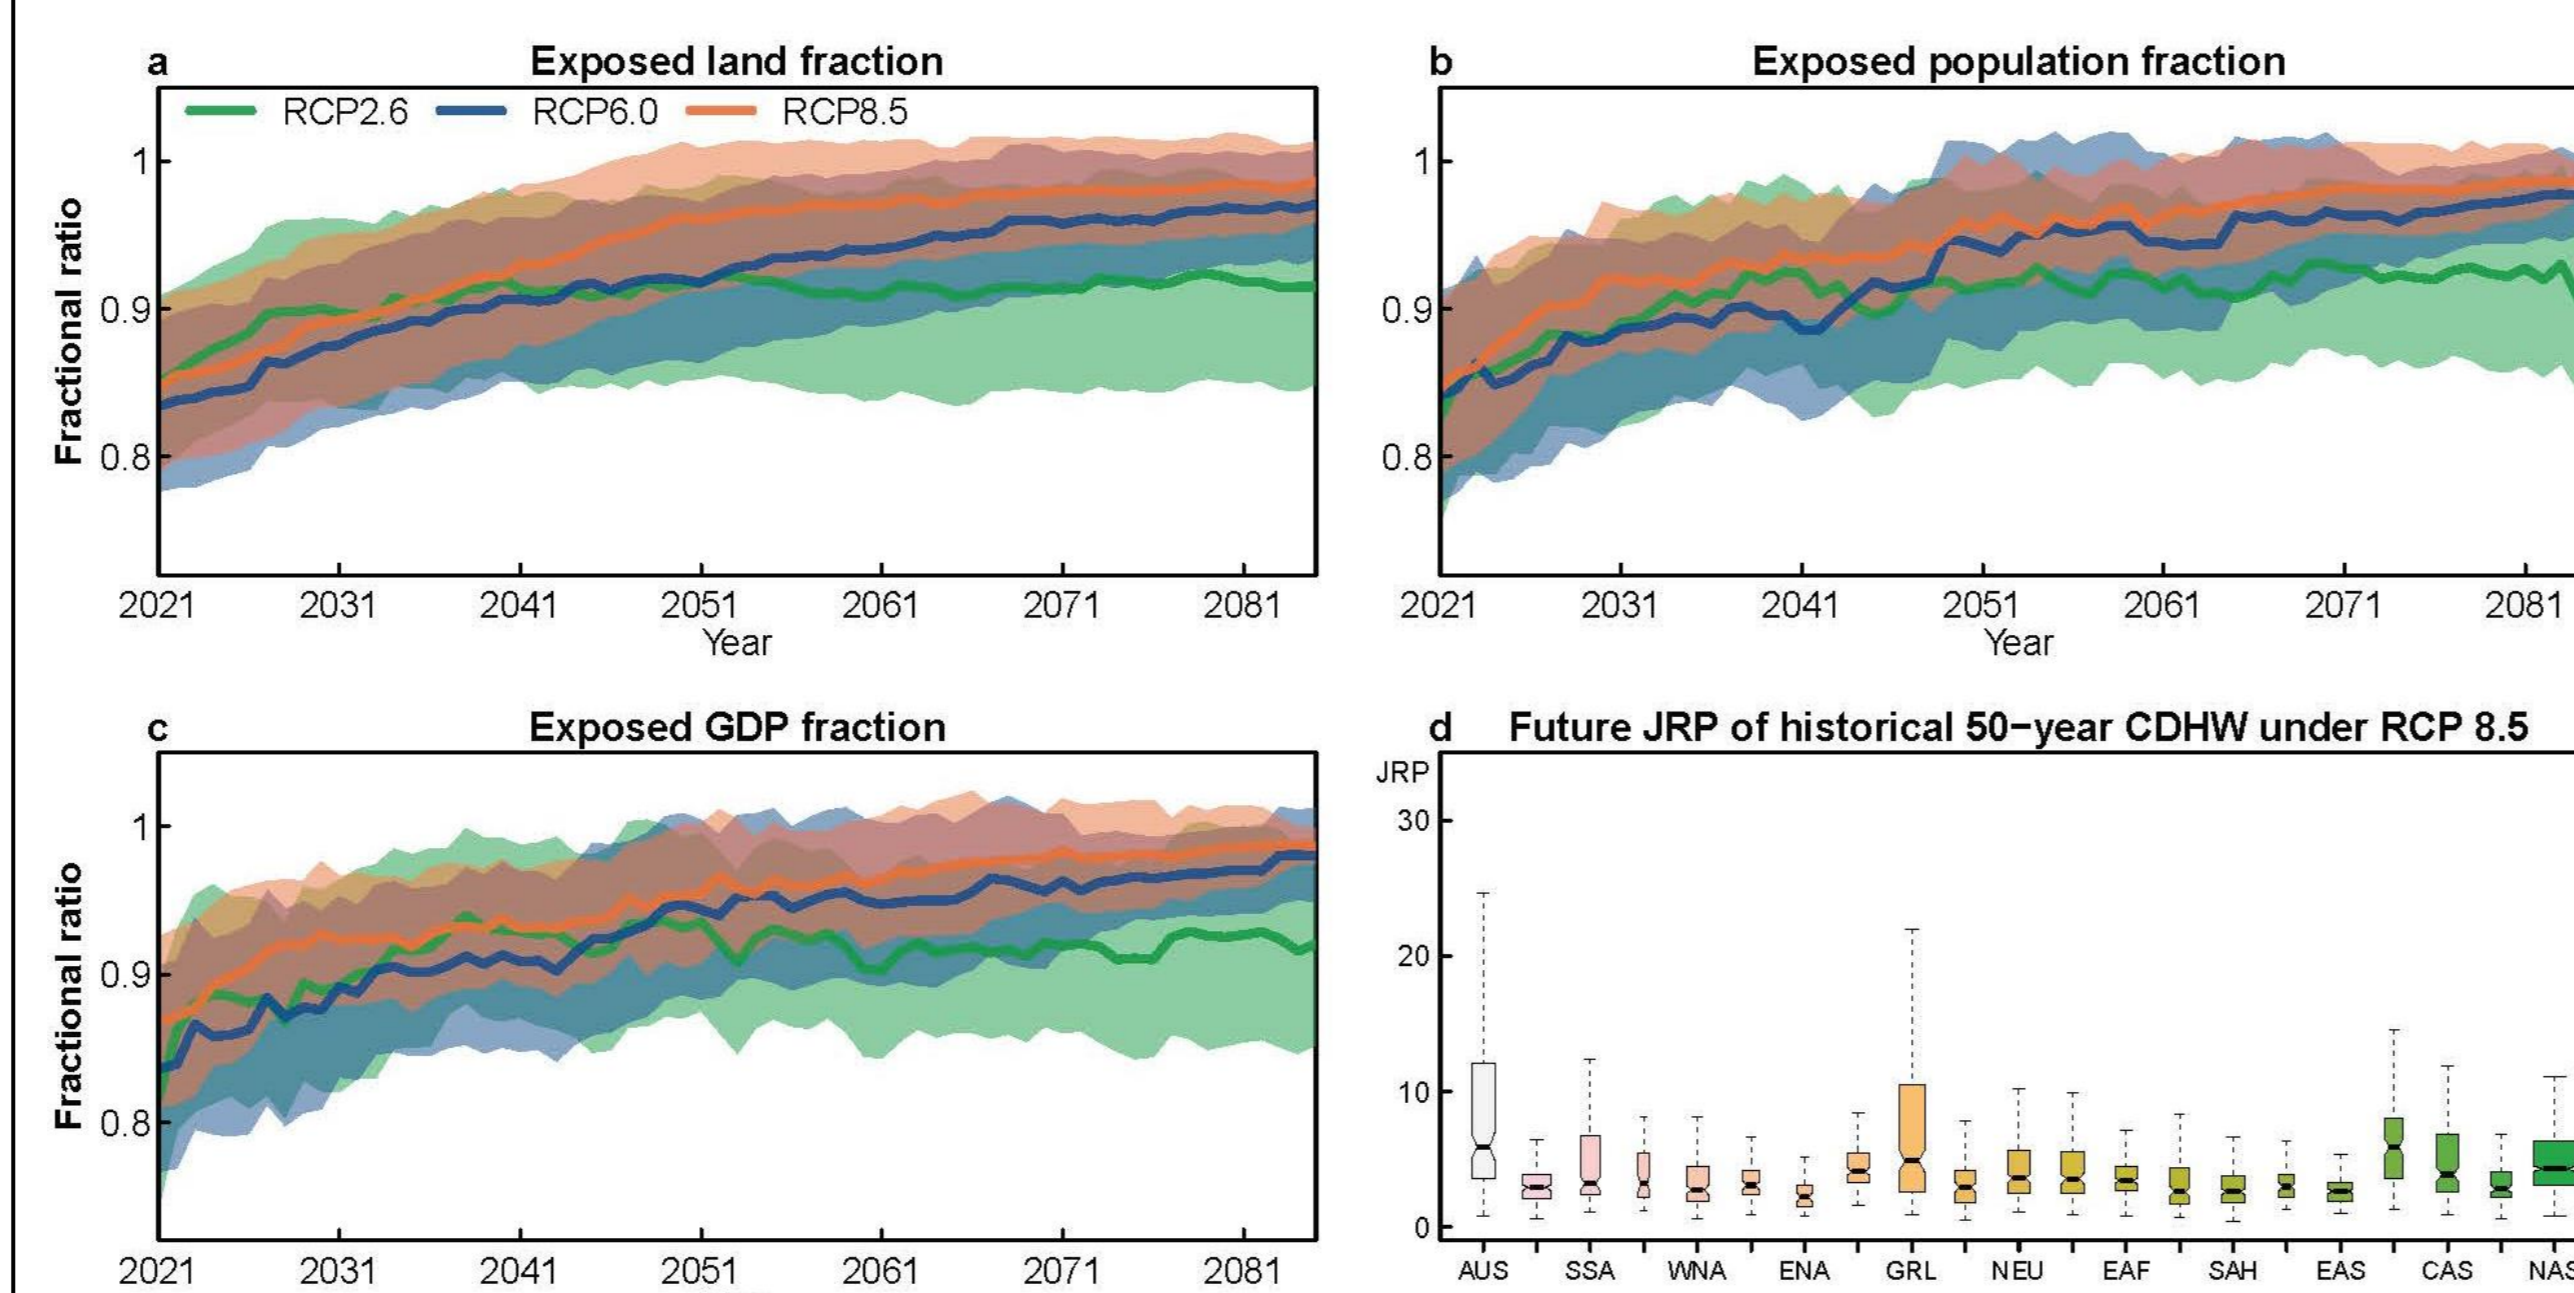 a Exposed land fraction
RCP2.6 RCP6.0 RCP8.5
Fractional ratio
1
0.9
0.8
2021 2031 2041 2051 2061 2071 2081
Year
b Exposed population fraction
1
0.9
0.8
2021 2031 2041 2051 2061 2071 2081
Year
c Exposed GDP fraction
Fractional ratio
1
0.9
0.8
2021 2031 2041 2051 2061 2071 2081
d Future JRP of historical 50−year CDHW under RCP 8.5
JRP
30
20
10
0
AUS SSA WNA ENA GRL NEU EAF SAH EAS CAS NAS